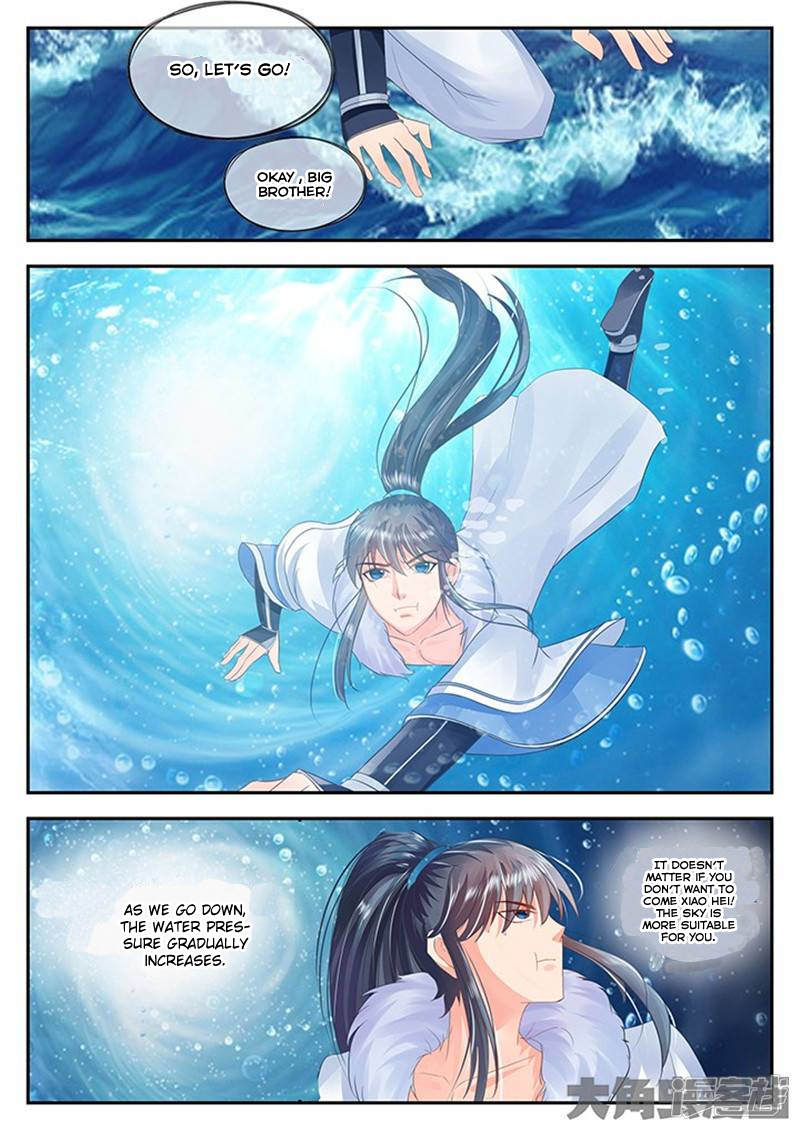 SO, LET'S GO!
OKAY , BIG
BROTHER!
AS WE GO DOWN,
THE WATER PRES-
SURE GRADUALLY
INCREASES.
IT DOESN'T
MATTER IF YOU
DON'T WANT TO
COME XIAO HEI!
THE SKY IS
MORE SUITABLE
FOR YOU.
大角虫漫客栈